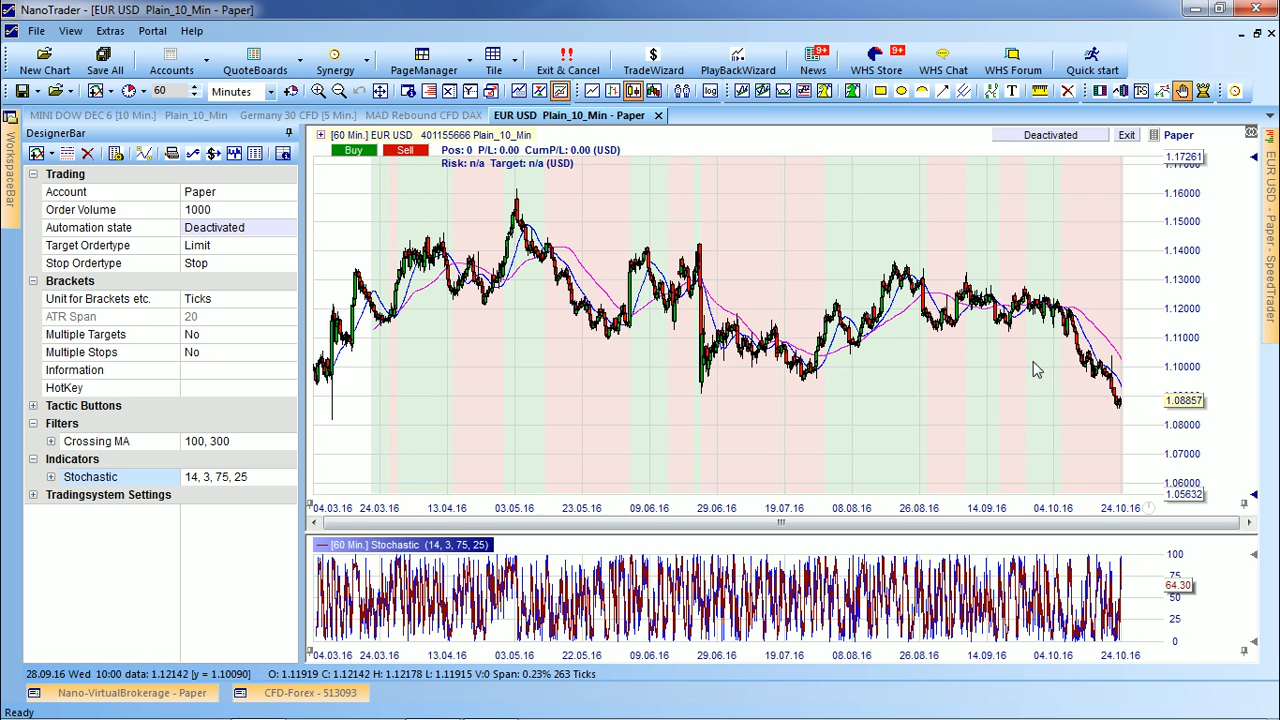 NanoTrader - [EUR USD Plain_10_Min - Paper]
File View Extras Portal Help
New Chart Save All Accounts QuoteBoards Synergy PageManager Tile Exit & Cancel TradeWizard PlayBackWizard 9+ News 9+ WHS Store WHS Chat WHS Forum Quick start
60 Minutes
MINI DOW DEC 6 [10 Min.] Plain_10_Min Germany 30 CFD [5 Min.] MAD Rebound CFD DAX EUR USD Plain_10_Min - Paper
WorkspaceBar
DesignerBar
Trading
Account Paper
Order Volume 1000
Automation state Deactivated
Target Ordertype Limit
Stop Ordertype Stop
Brackets
Unit for Brackets etc. Ticks
ATR Span 20
Multiple Targets No
Multiple Stops No
Information
HotKey
Tactic Buttons
Filters
Crossing MA 100, 300
Indicators
Stochastic 14, 3, 75, 25
Tradingsystem Settings
[60 Min.] EUR USD 401155666 Plain_10_Min
Deactivated Exit Paper
Buy Sell Pos: 0 P/L: 0.00 CumP/L: 0.00 (USD)
Risk: n/a Target: n/a (USD)
1.17261
1.17000
1.16000
1.15000
1.14000
1.13000
1.12000
1.11000
1.10000
1.08857
1.08000
1.07000
1.06000
1.05632
04.03.16 24.03.16 13.04.16 03.05.16 23.05.16 09.06.16 29.06.16 19.07.16 08.08.16 26.08.16 14.09.16 04.10.16 24.10.16
[60 Min.] Stochastic (14, 3, 75, 25)
100
75
64.30
50
25
0
04.03.16 24.03.16 13.04.16 03.05.16 23.05.16 09.06.16 29.06.16 19.07.16 08.08.16 26.08.16 14.09.16 04.10.16 24.10.16
EUR USD - Paper - SpeedTrader
28.09.16 Wed 10:00 data: 1.12142 [y = 1.10090] O: 1.11919 C: 1.12142 H: 1.12178 L: 1.11915 V:0 Span: 0.23% 263 Ticks
Nano-VirtualBrokerage - Paper CFD-Forex - 513093
Ready